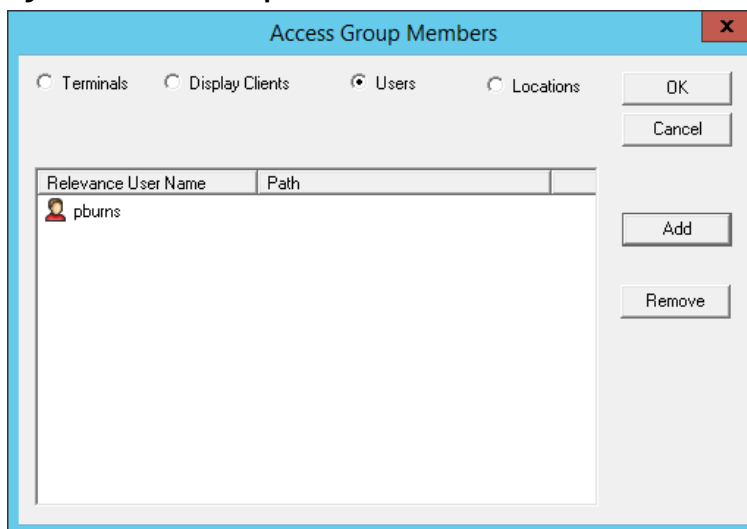 Access Group Members
x
Terminals Display Clients Users Locations
OK
Cancel
Relevance User Name Path
pburns
Add
Remove